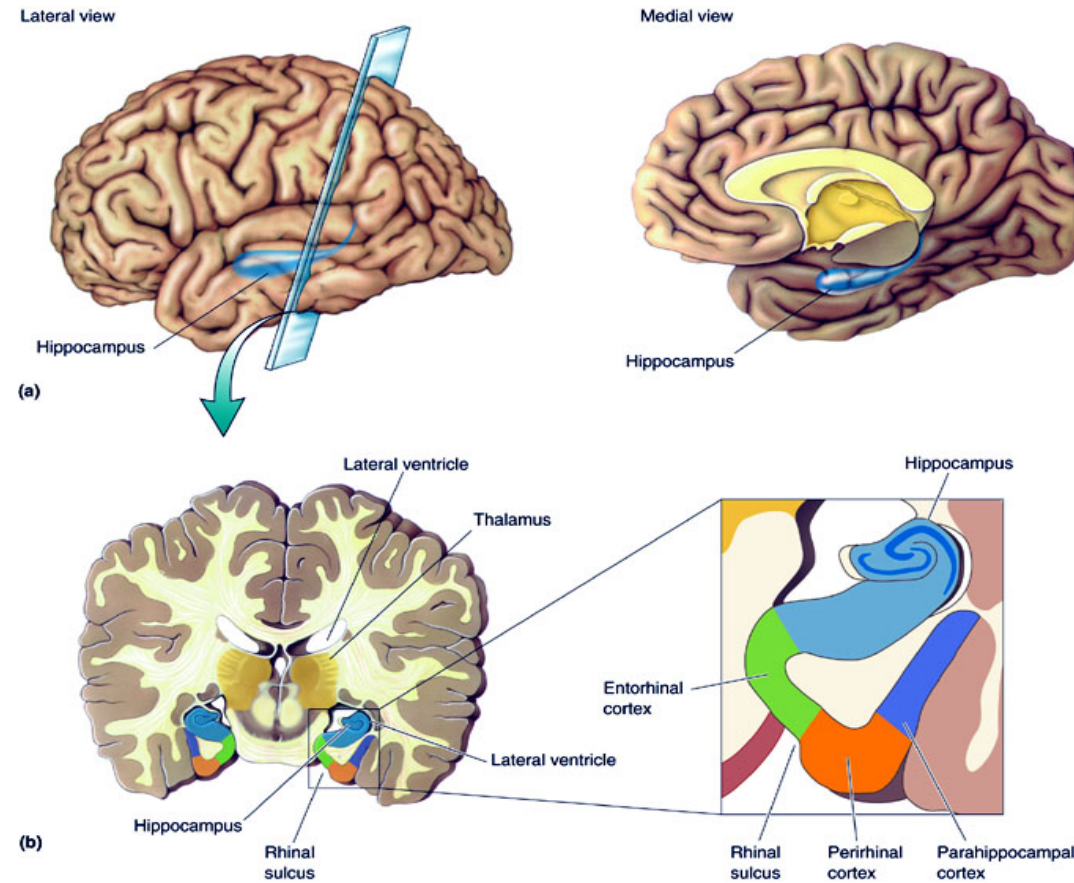 Lateral view
Medial view
Hippocampus
Hippocampus
(a)
Lateral ventricle
Thalamus
Hippocampus
Entorhinal
cortex
Lateral ventricle
Hippocampus
(b)
Rhinal
sulcus
Rhinal
sulcus
Perirhinal
cortex
Parahippocampal
cortex